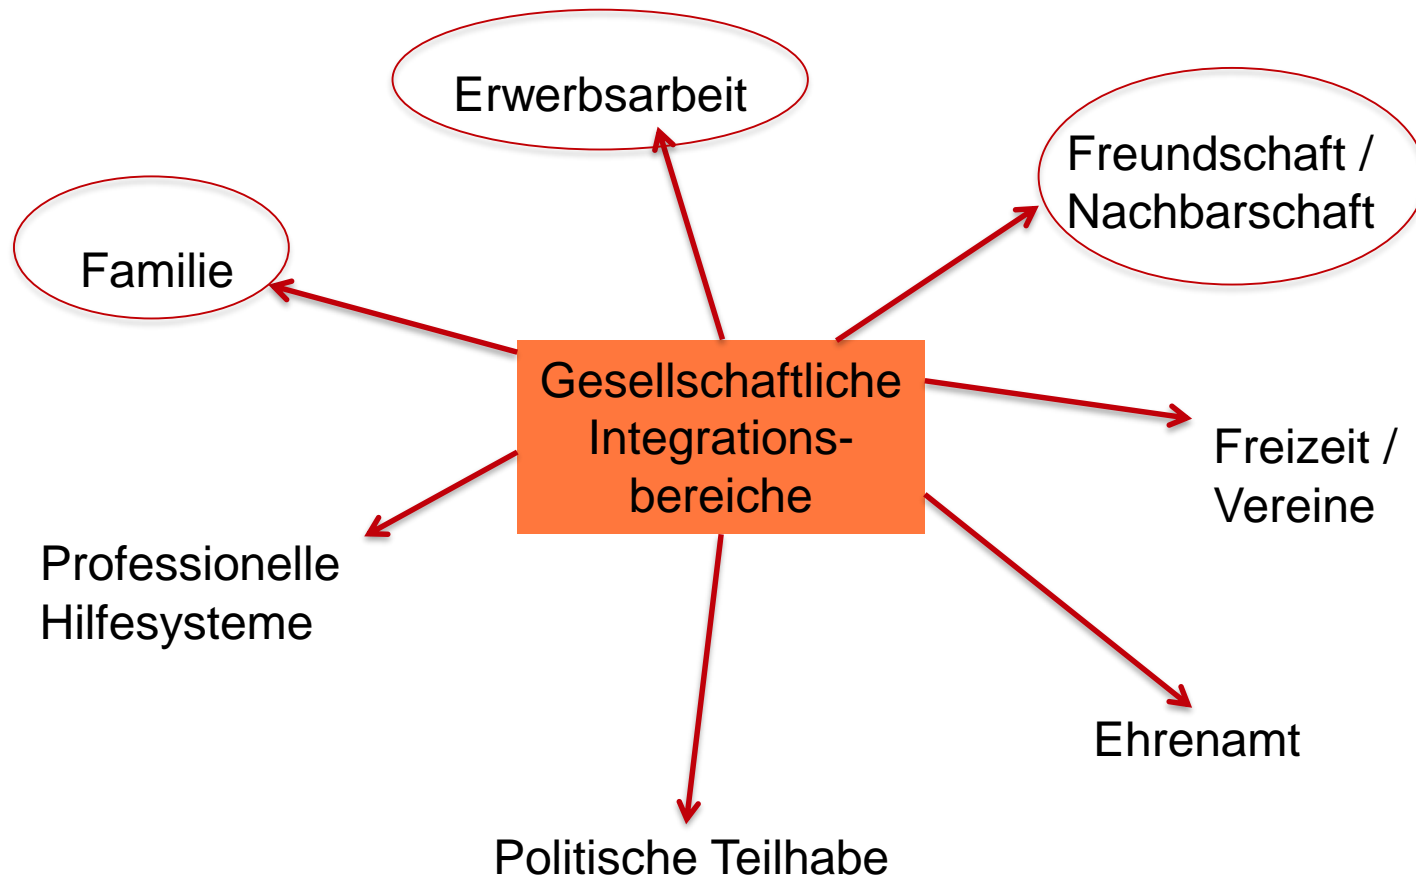 Erwerbsarbeit
Freundschaft /
Nachbarschaft
Familie
Gesellschaftliche
Integrations-
bereiche
Freizeit /
Vereine
Professionelle
Hilfesysteme
Ehrenamt
Politische Teilhabe